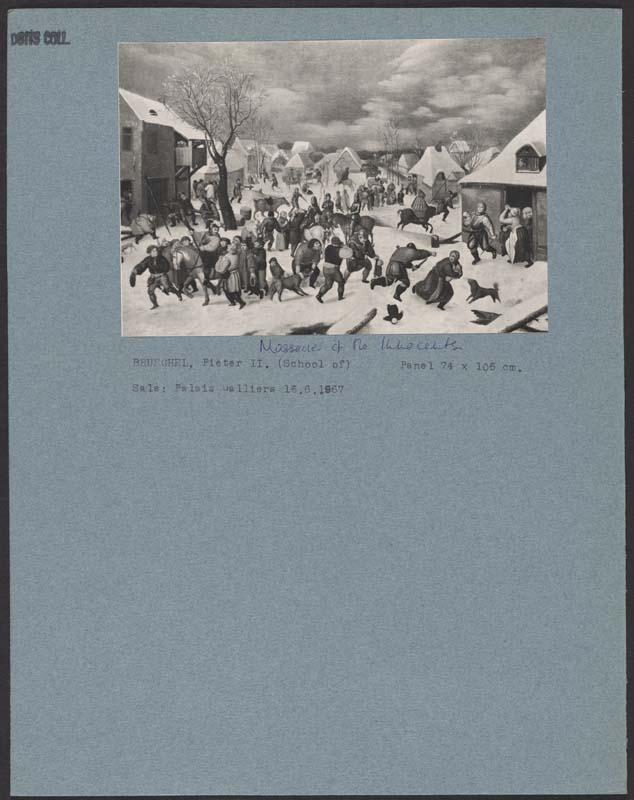 Denis Coll.
Massacre of the Innocents
BRUEGHEL, Pieter II. (School of) Panel 74 x 105 cm.
Sale: Palais Galliera 16.6.1967